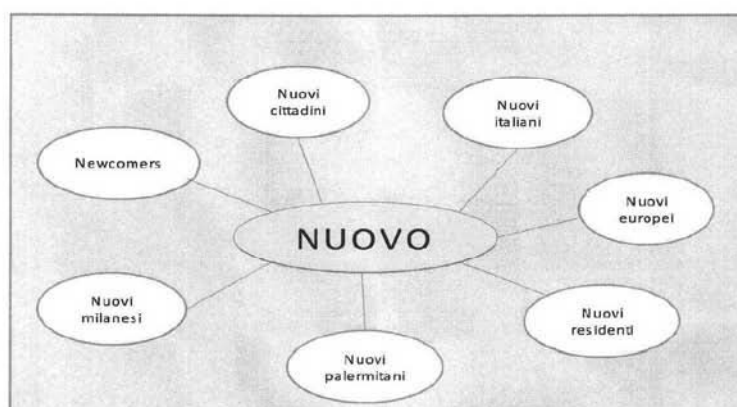 Nuovi
cittadini
Nuovi
italiani
Newcomers
Nuovi
europei
NUOVO
Nuovi
milanesi
Nuovi
residenti
Nuovi
palermitani